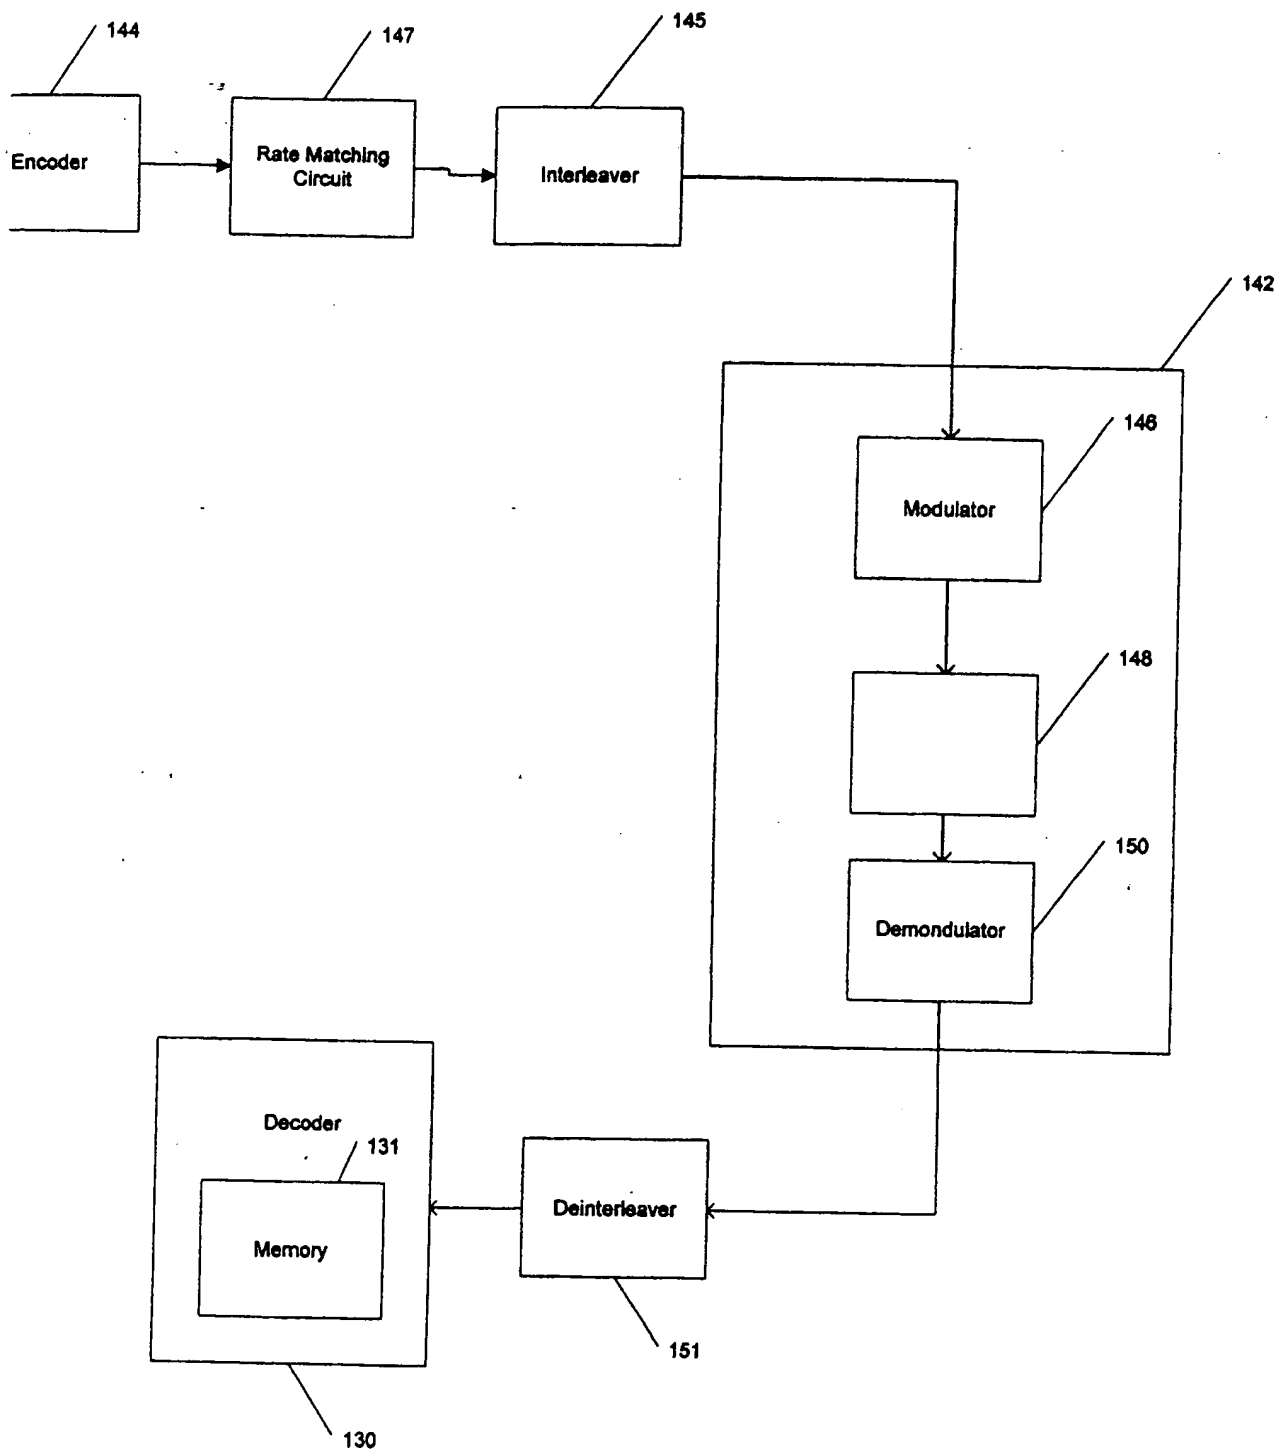 144
147
145
Encoder
Rate Matching
Circuit
Interleaver
142
146
Modulator
148
150
Demondulator
Decoder
131
Memory
Deinterleaver
151
130